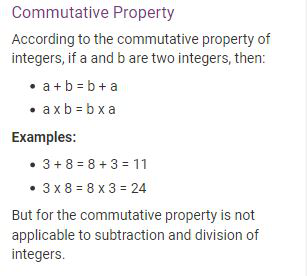 Commutative Property
According to the commutative property of
integers, if a and b are two integers, then:
• a + b = b + a
• a x b = b x a
Examples:
• 3 + 8 = 8 + 3 = 11
• 3 x 8 = 8 x 3 = 24
But for the commutative property is not
applicable to subtraction and division of
integers.